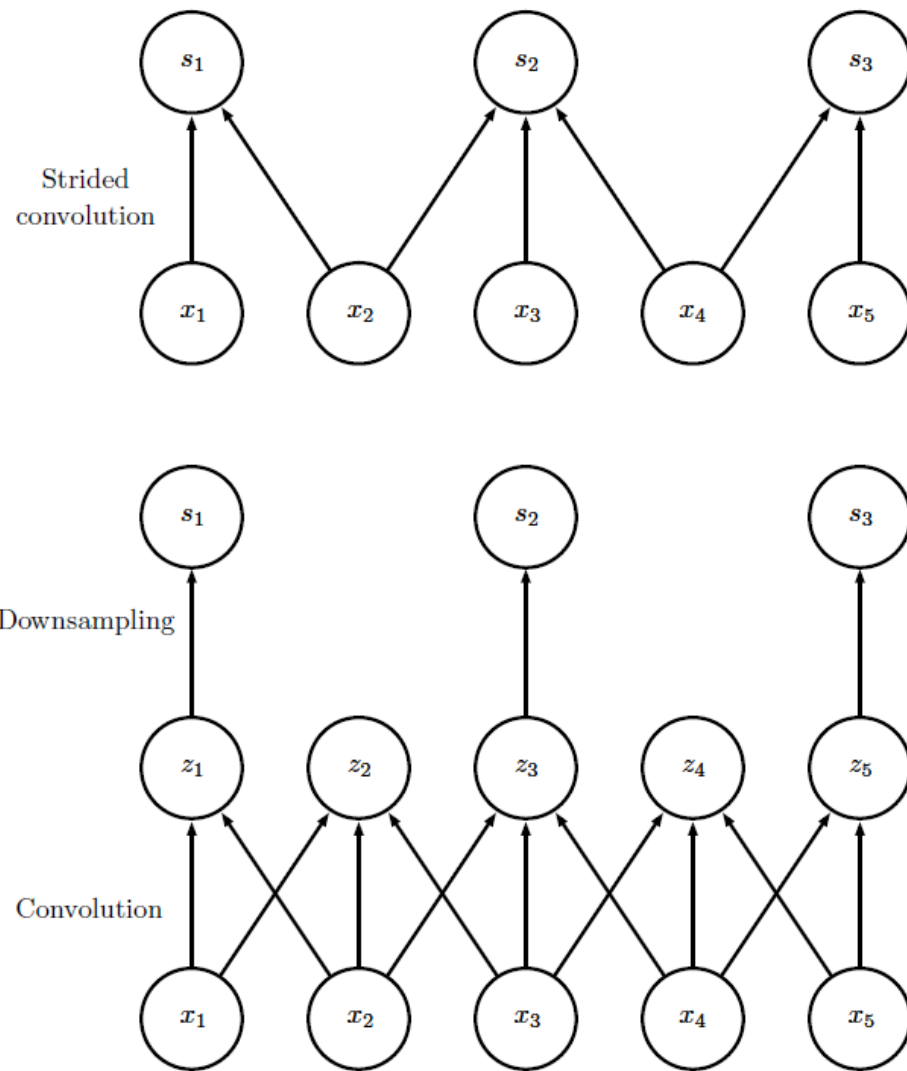 s₁ s₂ s₃
Strided
convolution
x₁ x₂ x₃ x₄ x₅
s₁ s₂ s₃
Downsampling
z₁ z₂ z₃ z₄ z₅
Convolution
x₁ x₂ x₃ x₄ x₅